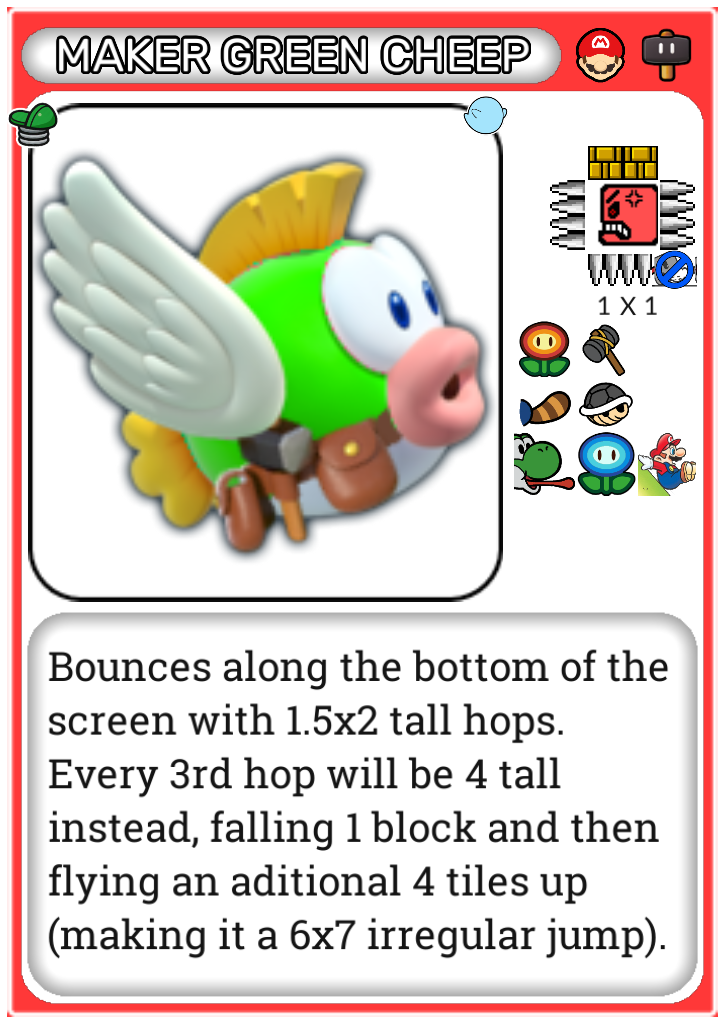 MAKER GREEN CHEEP
1 X 1
Bounces along the bottom of the
screen with 1.5x2 tall hops.
Every 3rd hop will be 4 tall
instead, falling 1 block and then
flying an aditional 4 tiles up
(making it a 6x7 irregular jump).